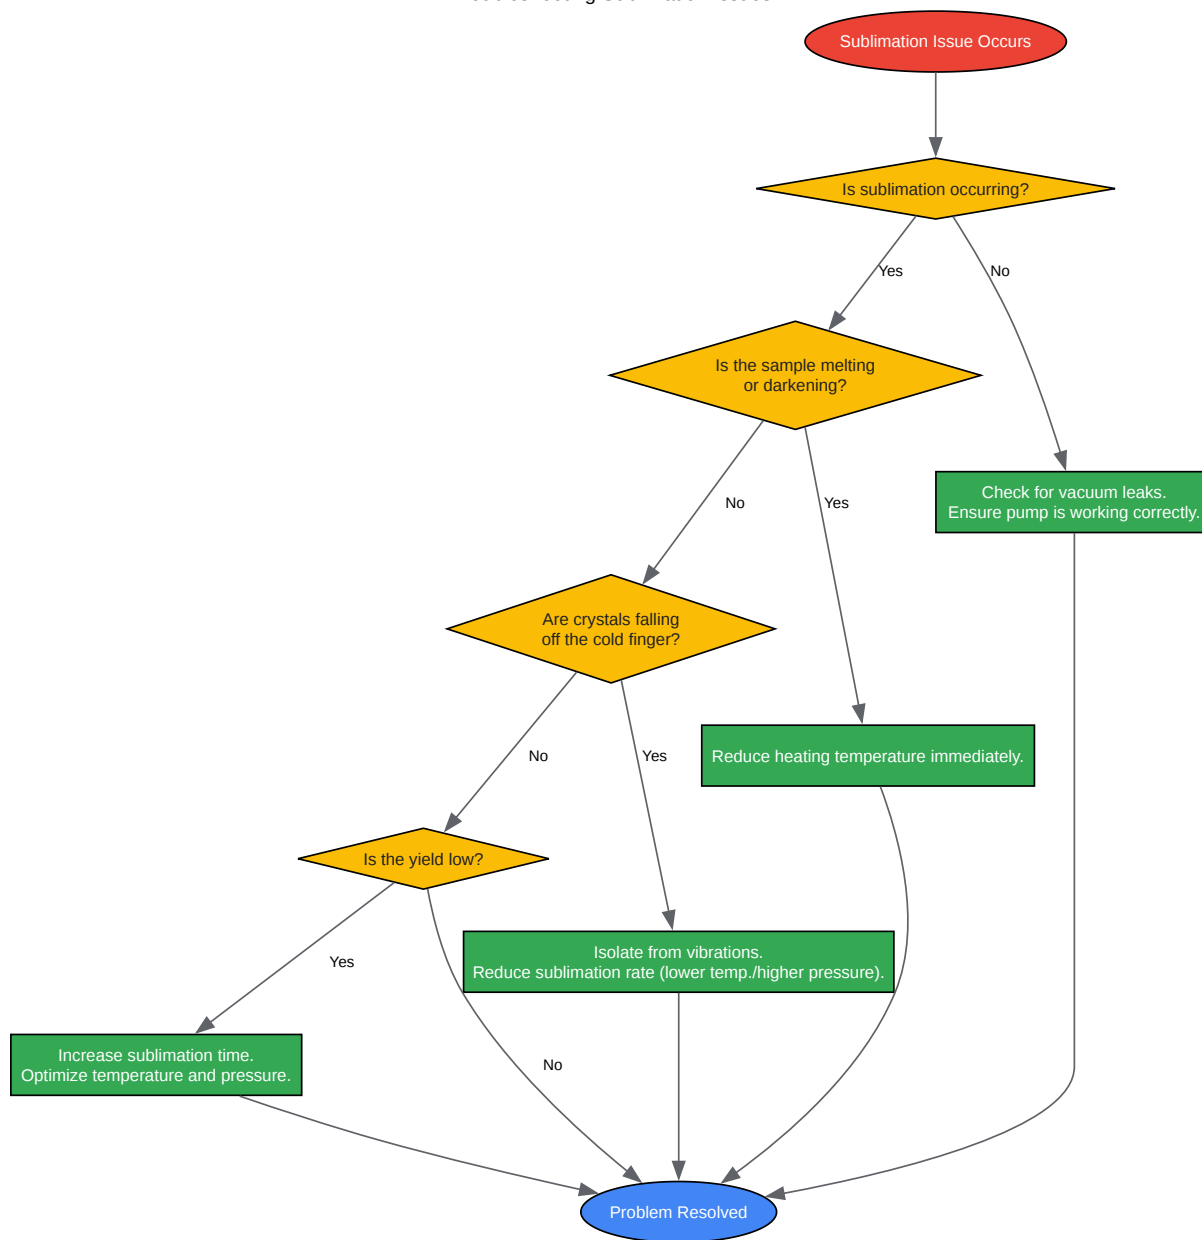 Sublimation Issue Occurs
Is sublimation occurring?
Yes
No
Is the sample melting
or darkening?
No
Yes
Check for vacuum leaks.
Ensure pump is working correctly.
Are crystals falling
off the cold finger?
No
Yes
Reduce heating temperature immediately.
Is the yield low?
Yes
Isolate from vibrations.
Reduce sublimation rate (lower temp./higher pressure).
Increase sublimation time.
Optimize temperature and pressure.
No
Problem Resolved